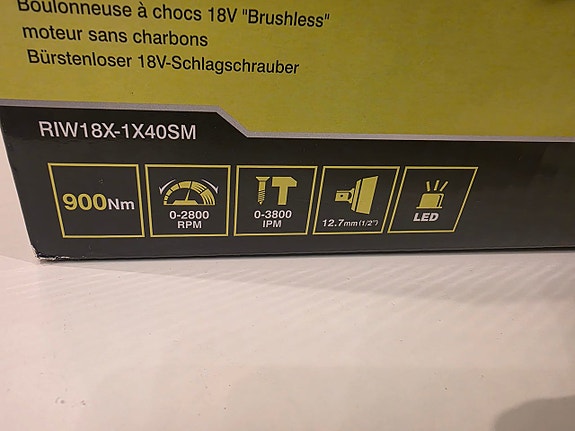 Boulonneuse à chocs 18V "Brushless"
moteur sans charbons
Bürstenloser 18V-Schlagschrauber
RIW18X-1X40SM
900Nm
0-2800
RPM
0-3800
IPM
12.7mm(1/2")
LED